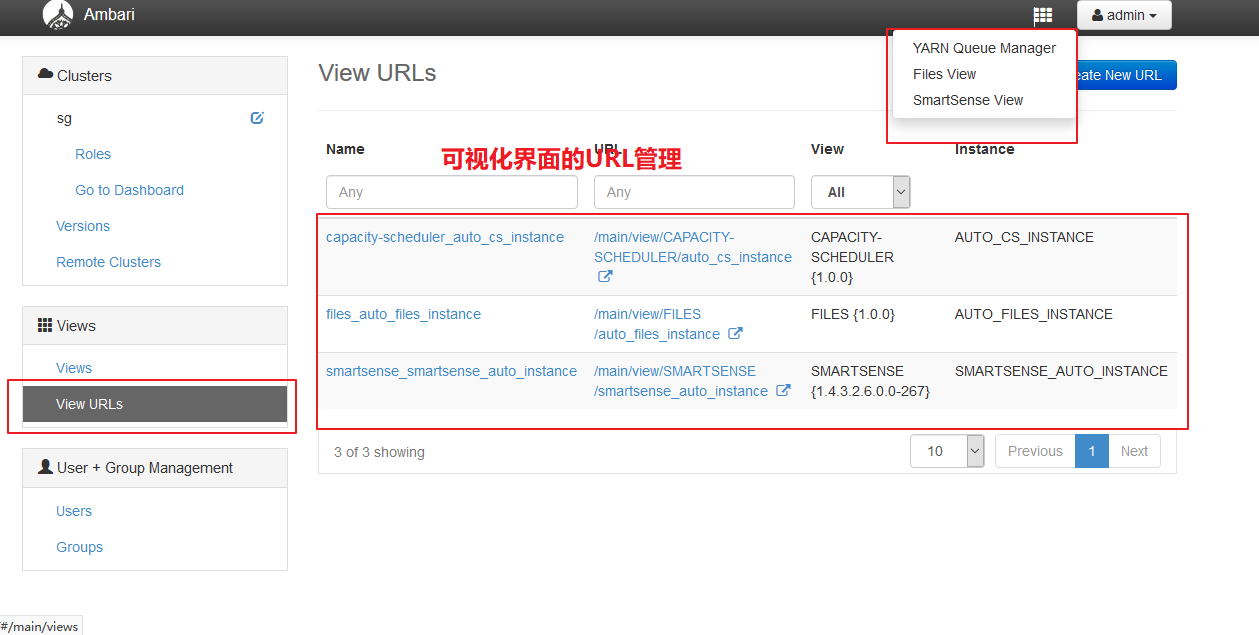 Ambari
admin
YARN Queue Manager
Files View
SmartSense View
Clusters
sg
Roles
Go to Dashboard
Versions
Remote Clusters
Views
Views
View URLs
User + Group Management
Users
Groups
View URLs
eate New URL
可视化界面的URL管理
Name URL View Instance
Any Any All
capacity-scheduler_auto_cs_instance /main/view/CAPACITY- CAPACITY- AUTO_CS_INSTANCE
SCHEDULER/auto_cs_instance SCHEDULER
{1.0.0}
files_auto_files_instance /main/view/FILES FILES {1.0.0} AUTO_FILES_INSTANCE
/auto_files_instance
smartsense_smartsense_auto_instance /main/view/SMARTSENSE SMARTSENSE SMARTSENSE_AUTO_INSTANCE
/smartsense_auto_instance {1.4.3.2.6.0.0-267}
3 of 3 showing 10 Previous 1 Next
#/main/views